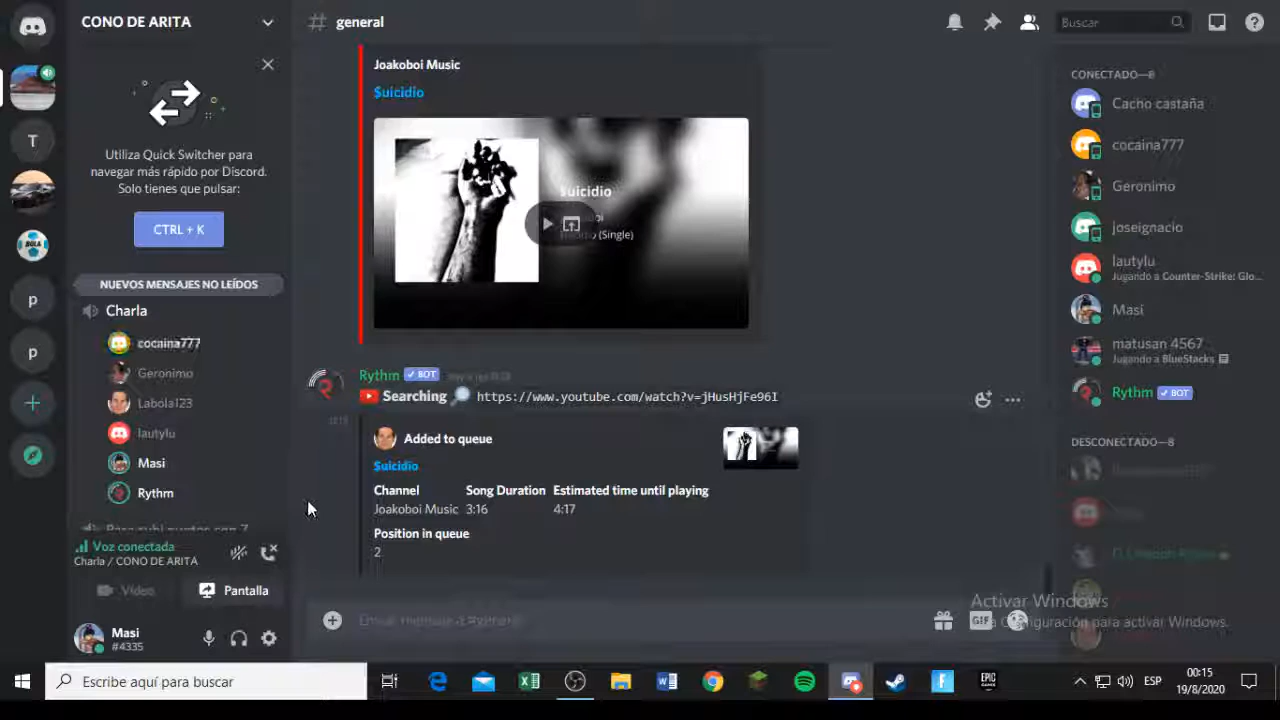 CONO DE ARITA
general
Buscar
Utiliza Quick Switcher para
navegar más rápido por Discord.
Solo tienes que pulsar:
CTRL + K
NUEVOS MENSAJES NO LEÍDOS
Charla
cocaina777
Geronimo
Labola123
lautylu
Masi
Rythm
Voz conectada
Charla / CONO DE ARITA
Vídeo
Pantalla
Masi
#4335
T
BOLA
p
p
Joakoboi Music
$uicidio
$uicidio
(Single)
Rythm BOT
Searching https://www.youtube.com/watch?v=jHusHjFe96I
Added to queue
$uicidio
Channel Song Duration Estimated time until playing
Joakoboi Music 3:16 4:17
Position in queue
2
GIF
CONECTADO—8
Cacho castaña
cocaina777
Geronimo
joseignacio
lautylu
Jugando a Counter-Strike: Glo...
Masi
matusan 4567
Jugando a BlueStacks
Rythm BOT
DESCONECTADO—8
Activar Windows
Configuración para activar Windows.
Escribe aquí para buscar
EPIC
GAMES
ESP
00:15
19/8/2020